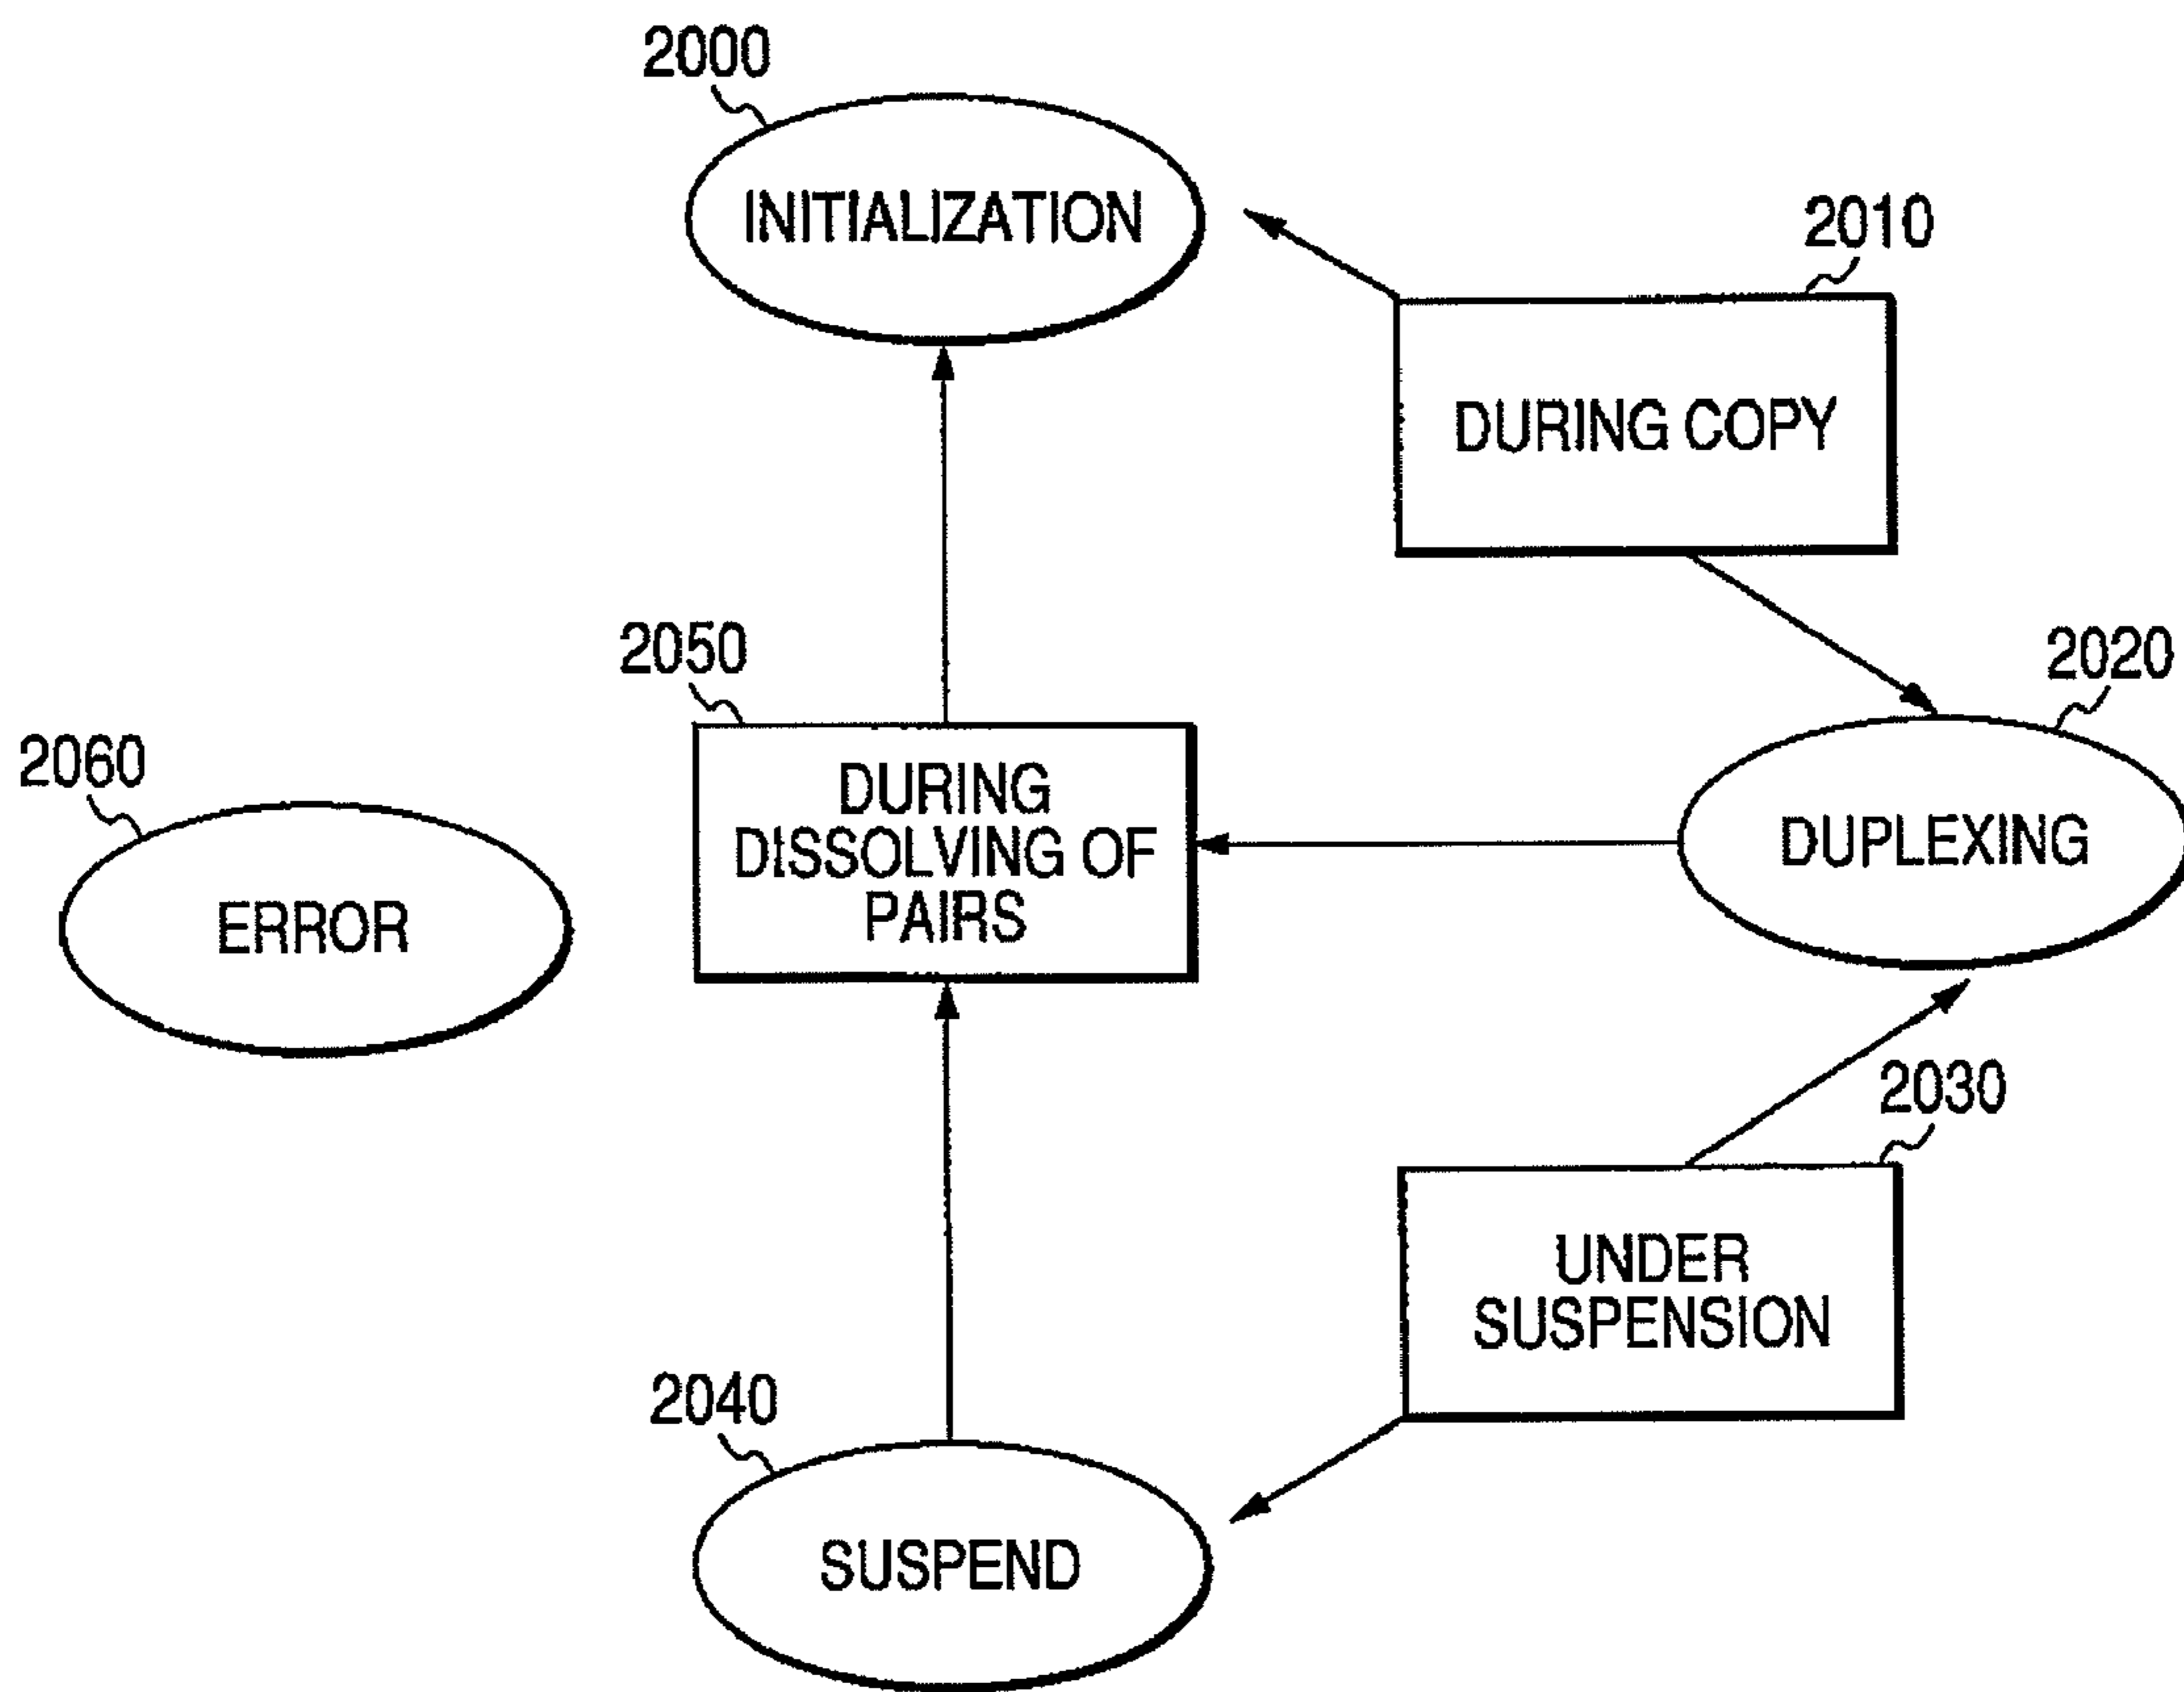 2000
INITIALIZATION
2010
DURING COPY
2050
2020
2060
DURING
DISSOLVING OF
PAIRS
DUPLEXING
ERROR
2030
UNDER
SUSPENSION
2040
SUSPEND